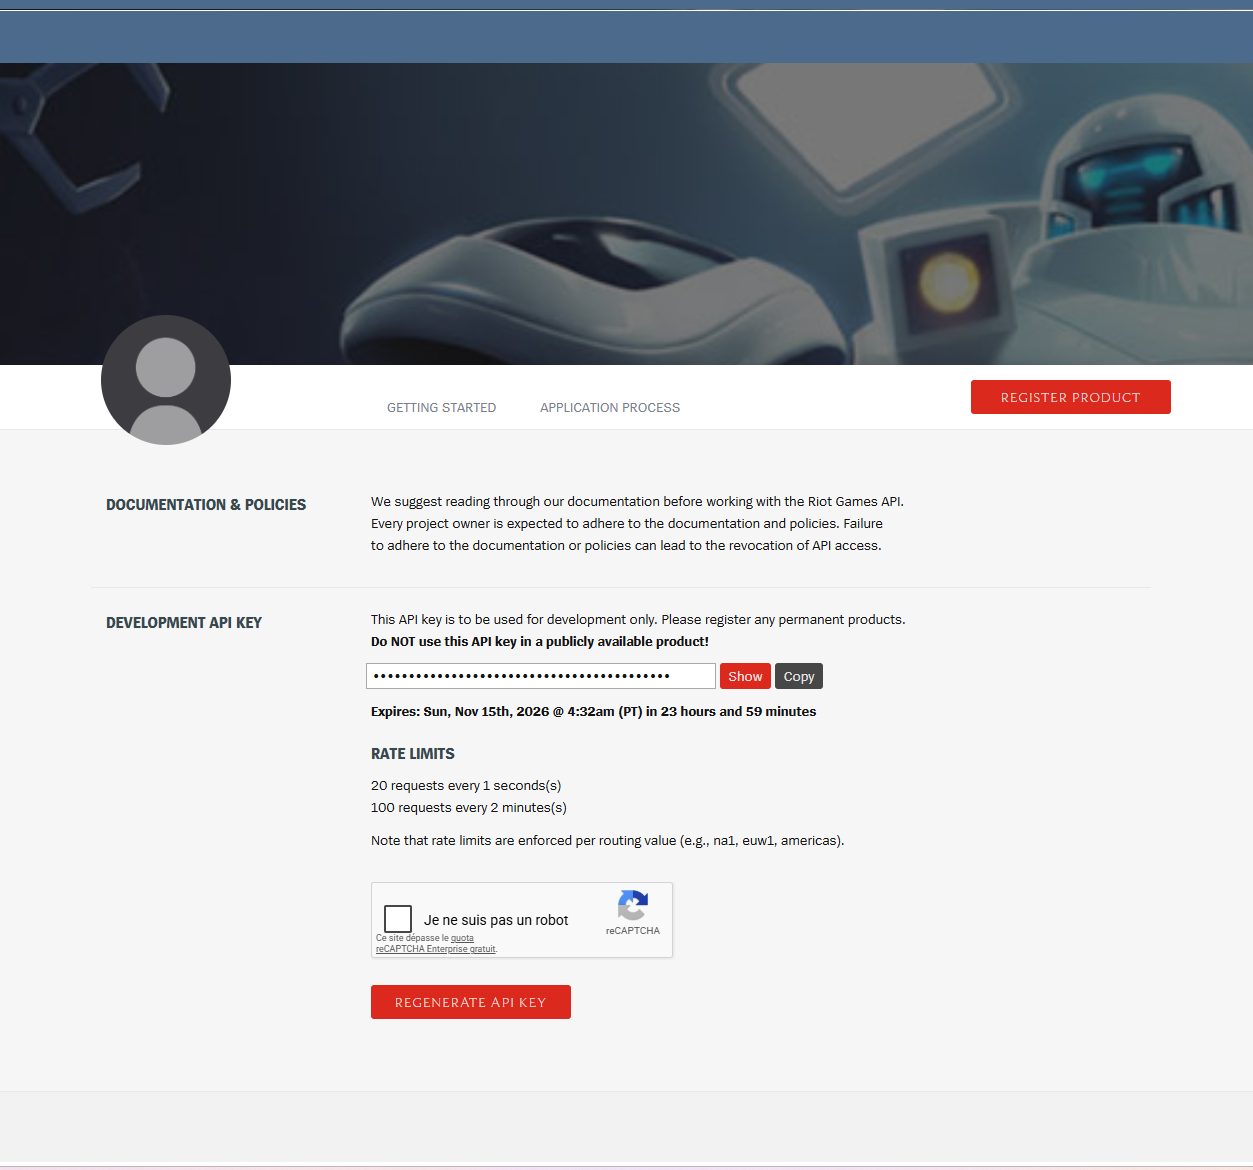 GETTING STARTED
APPLICATION PROCESS
REGISTER PRODUCT
DOCUMENTATION & POLICIES
We suggest reading through our documentation before working with the Riot Games API.
Every project owner is expected to adhere to the documentation and policies. Failure
to adhere to the documentation or policies can lead to the revocation of API access.
DEVELOPMENT API KEY
This API key is to be used for development only. Please register any permanent products.
Do NOT use this API key in a publicly available product!
Show
Copy
Expires: Sun, Nov 15th, 2026 @ 4:32am (PT) in 23 hours and 59 minutes
RATE LIMITS
20 requests every 1 seconds(s)
100 requests every 2 minutes(s)
Note that rate limits are enforced per routing value (e.g., na1, euw1, americas).
Je ne suis pas un robot
reCAPTCHA
Ce site dépasse le quota
reCAPTCHA Enterprise gratuit.
REGENERATE API KEY